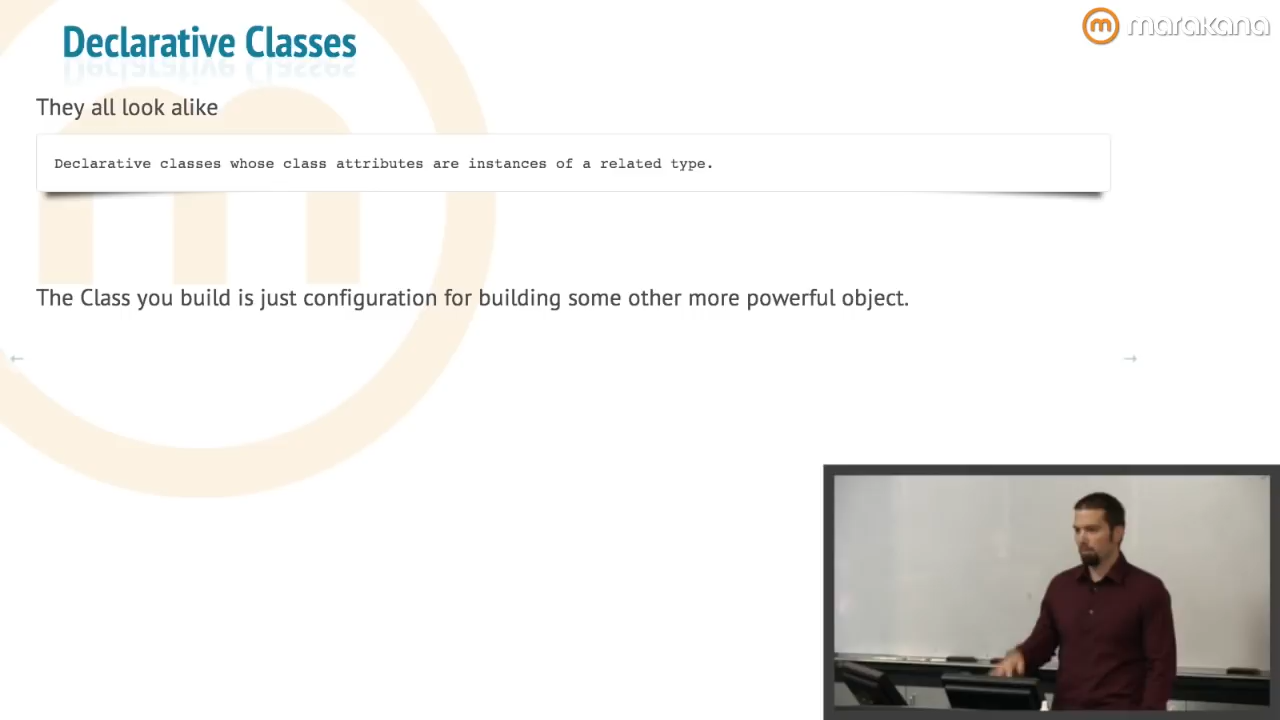 Declarative Classes
marakana
They all look alike
Declarative classes whose class attributes are instances of a related type.
The Class you build is just configuration for building some other more powerful object.